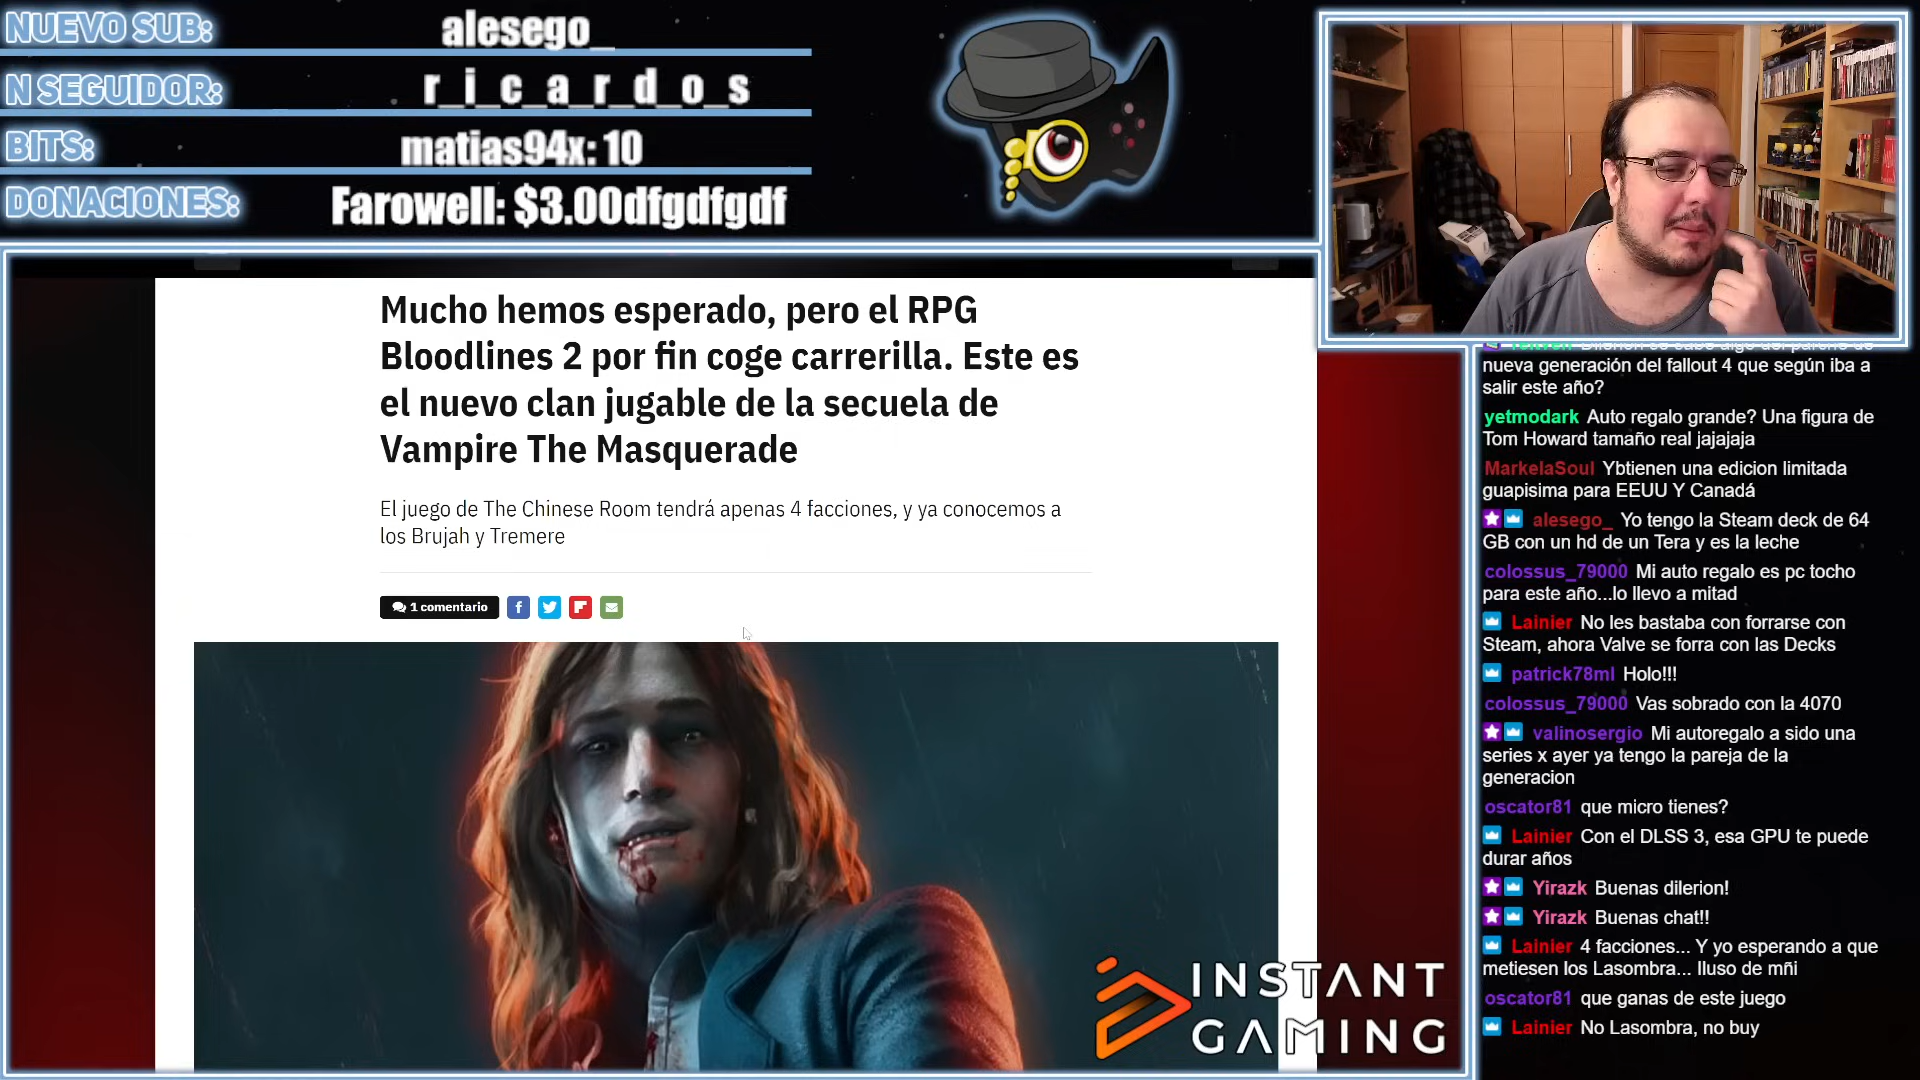 NUEVO SUB:
alesego_
N SEGUIDOR:
r_i_c_a_r_d_o_s
BITS:
matias94x: 10
DONACIONES:
Farowell: $3.00dfgdfgdf
Mucho hemos esperado, pero el RPG
Bloodlines 2 por fin coge carrerilla. Este es
el nuevo clan jugable de la secuela de
Vampire The Masquerade
El juego de The Chinese Room tendrá apenas 4 facciones, y ya conocemos a
los Brujah y Tremere
1 comentario
INSTANT
GAMING
nueva generación del fallout 4 que según iba a
salir este año?
yetmodark Auto regalo grande? Una figura de
Tom Howard tamaño real jajajaja
MarkelaSoul Ybtienen una edicion limitada
guapisima para EEUU Y Canadá
alesego_ Yo tengo la Steam deck de 64
GB con un hd de un Tera y es la leche
colossus_79000 Mi auto regalo es pc tocho
para este año...lo llevo a mitad
Lainier No les bastaba con forrarse con
Steam, ahora Valve se forra con las Decks
patrick78ml Holo!!!
colossus_79000 Vas sobrado con la 4070
valinosergio Mi autoregalo a sido una
series x ayer ya tengo la pareja de la
generacion
oscator81 que micro tienes?
Lainier Con el DLSS 3, esa GPU te puede
durar años
Yirazk Buenas dilerion!
Yirazk Buenas chat!!
Lainier 4 facciones... Y yo esperando a que
metiesen los Lasombra... Iluso de mñi
oscator81 que ganas de este juego
Lainier No Lasombra, no buy